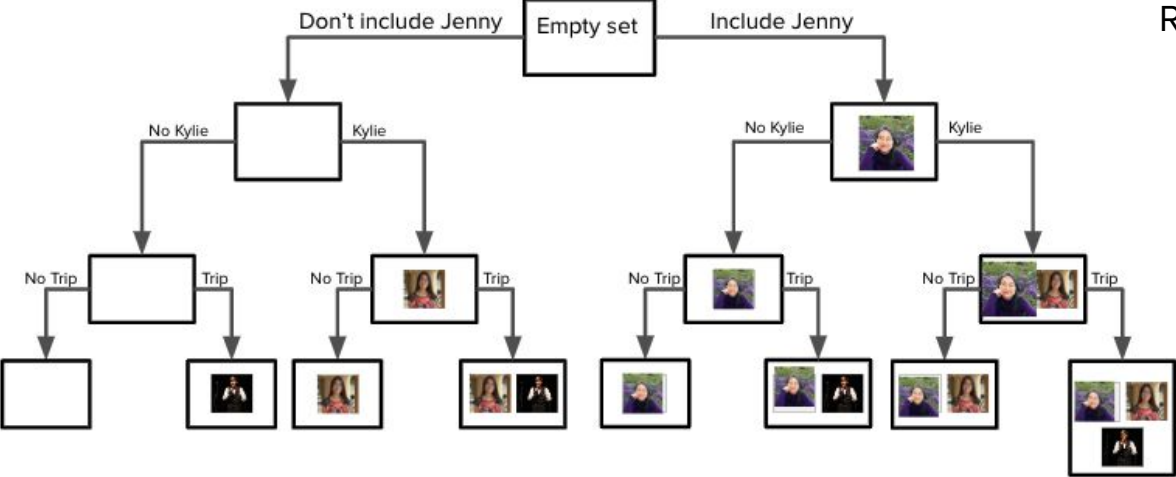 Don't include Jenny
Empty set
Include Jenny
R
No Kylie
Kylie
No Kylie
Kylie
No Trip
Trip
No Trip
Trip
No Trip
Trip
No Trip
Trip